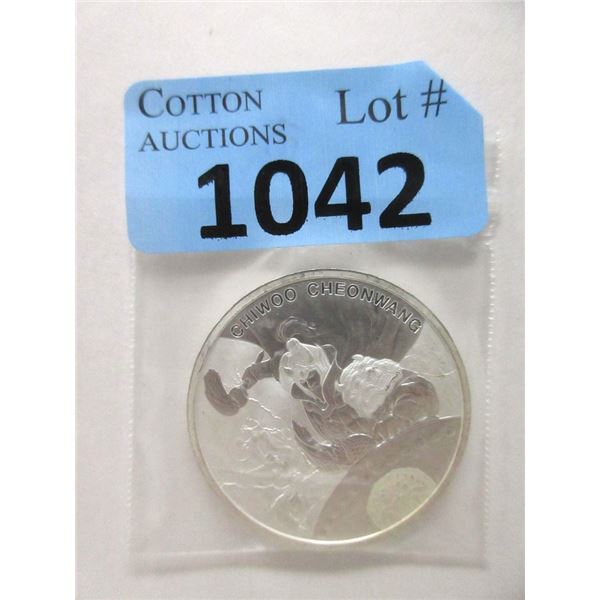 COTTON
AUCTIONS
Lot #
1042
CHIWOO CHEONWANG